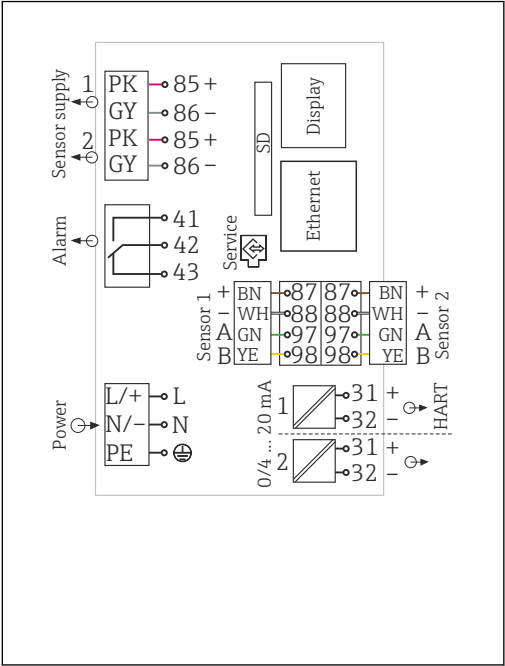 Sensor supply
1 PK 85 +
GY 86 –
2 PK 85 +
GY 86 –
SD
Display
Ethernet
Alarm
41
42
43
Service
Sensor 1
+ BN 87 87 BN +
– WH 88 88 WH –
A GN 97 97 GN A
B YE 98 98 YE B
Sensor 2
Power
L/+ L
N/– N
PE
0/4 ... 20 mA
1 31 +
32 –
HART
2 31 +
32 –